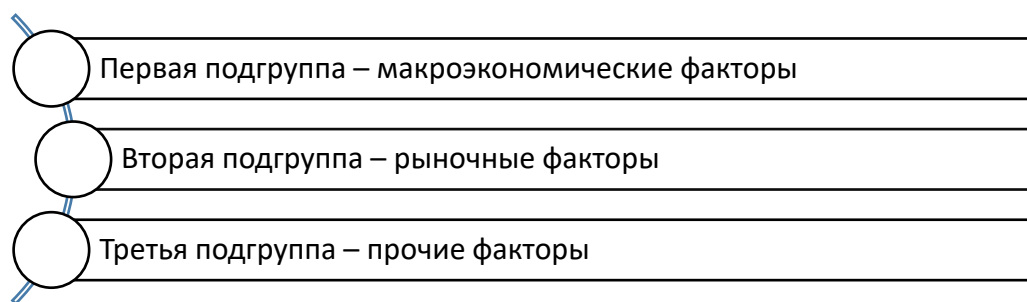 Первая подгруппа – макроэкономические факторы
Вторая подгруппа – рыночные факторы
Третья подгруппа – прочие факторы